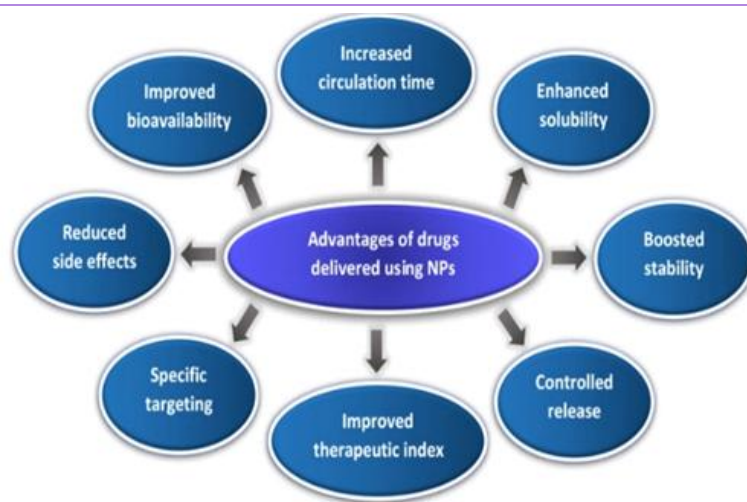 Increased
circulation time
Improved
bioavailability
Enhanced
solubility
Reduced
side effects
Advantages of drugs
delivered using NPs
Boosted
stability
Specific
targeting
Improved
therapeutic index
Controlled
release